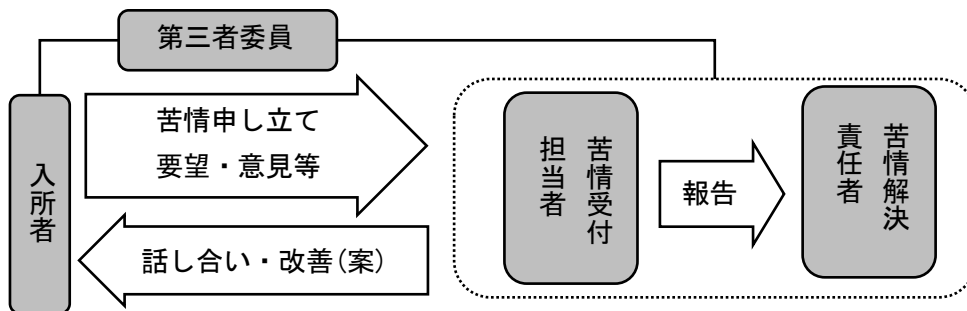 第三者委員
苦情申し立て
要望・意見等
入所者
話し合い・改善(案)
苦情受付
担当者
報告
苦情解決
責任者